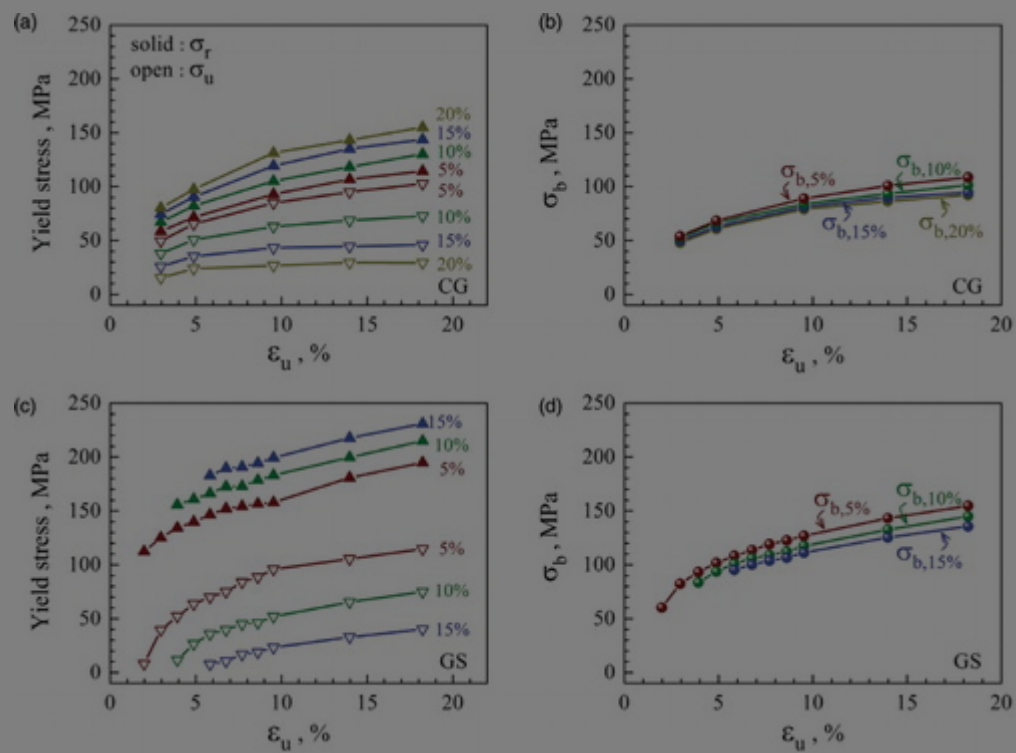 (a)
250
200
150
100
50
0
Yield stress , MPa
solid : σr
open : σu
20%
15%
10%
5%
5%
10%
15%
20%
CG
0 5 10 15 20
εu , %
(b)
250
200
150
100
50
0
σb , MPa
σb,5%
σb,10%
σb,15%
σb,20%
CG
0 5 10 15 20
εu , %
(c)
250
200
150
100
50
0
Yield stress, MPa
15%
10%
5%
5%
10%
15%
GS
0 5 10 15 20
εu , %
(d)
250
200
150
100
50
0
σb , MPa
σb,5%
σb,10%
σb,15%
GS
0 5 10 15 20
εu , %